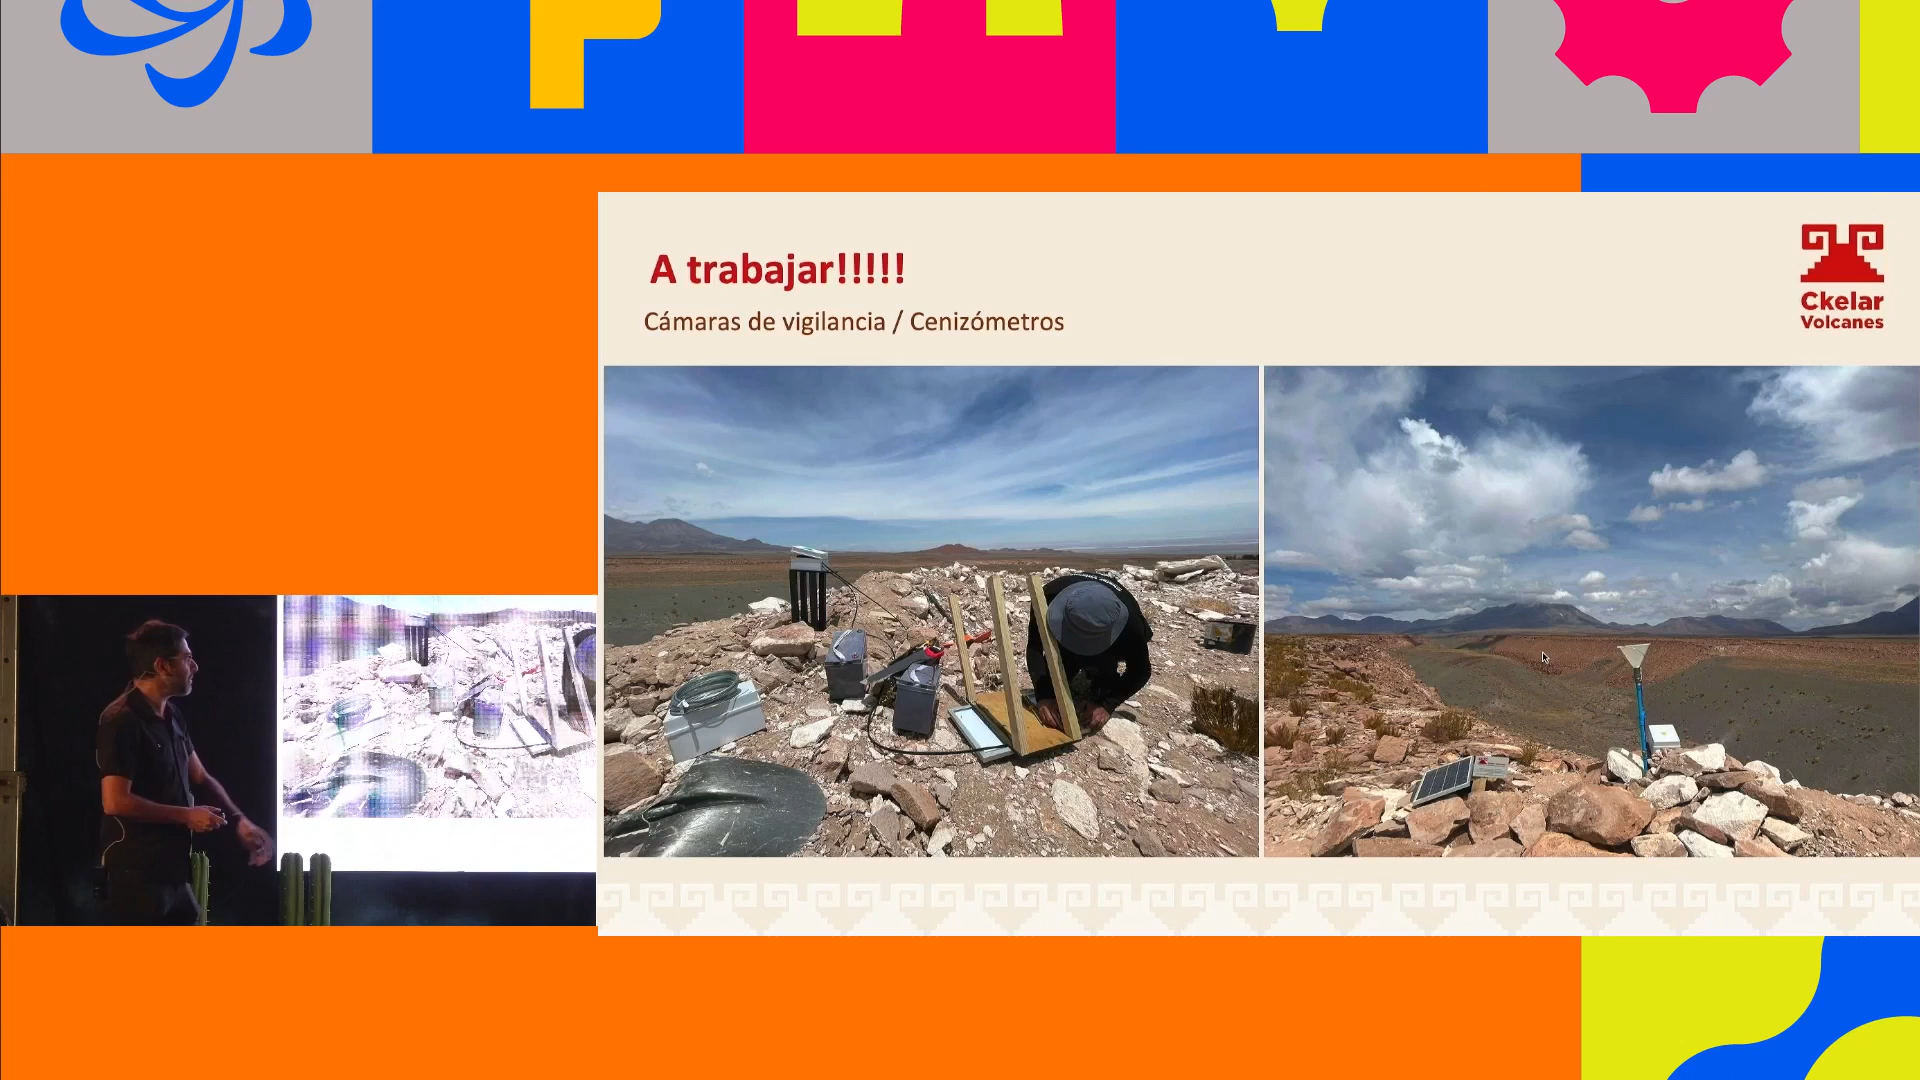 A trabajar!!!!!
Cámaras de vigilancia / Cenizómetros
Ckelar
Volcanes